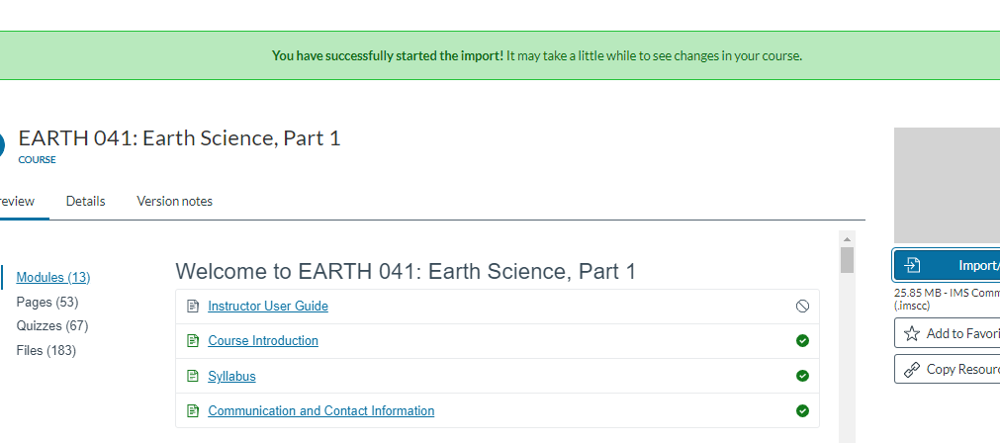 You have successfully started the import! It may take a little while to see changes in your course.
EARTH 041: Earth Science, Part 1
COURSE
review
Details
Version notes
Modules (13)
Pages (53)
Quizzes (67)
Files (183)
Welcome to EARTH 041: Earth Science, Part 1
Instructor User Guide
Course Introduction
Syllabus
Communication and Contact Information
Import/
25.85 MB - IMS Comm
(.imscc)
Add to Favori
Copy Resour